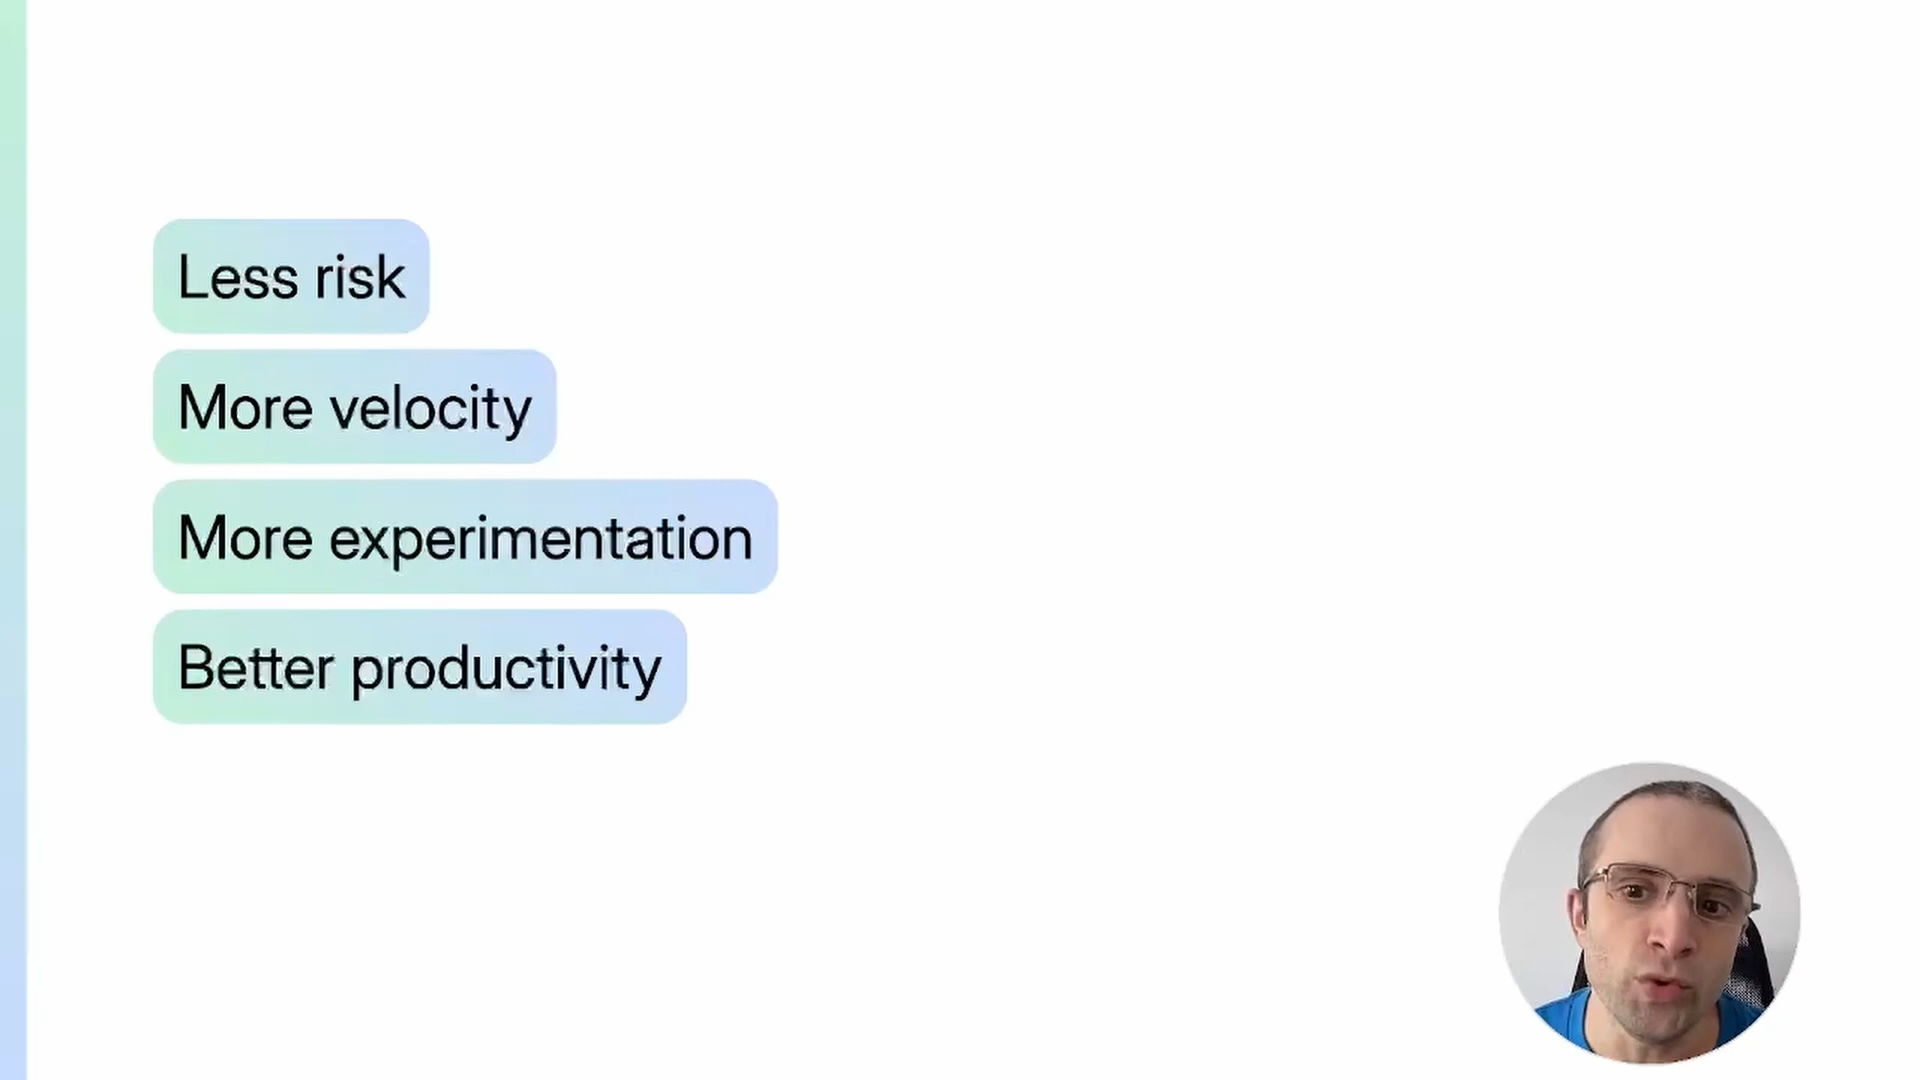 Less risk
More velocity
More experimentation
Better productivity